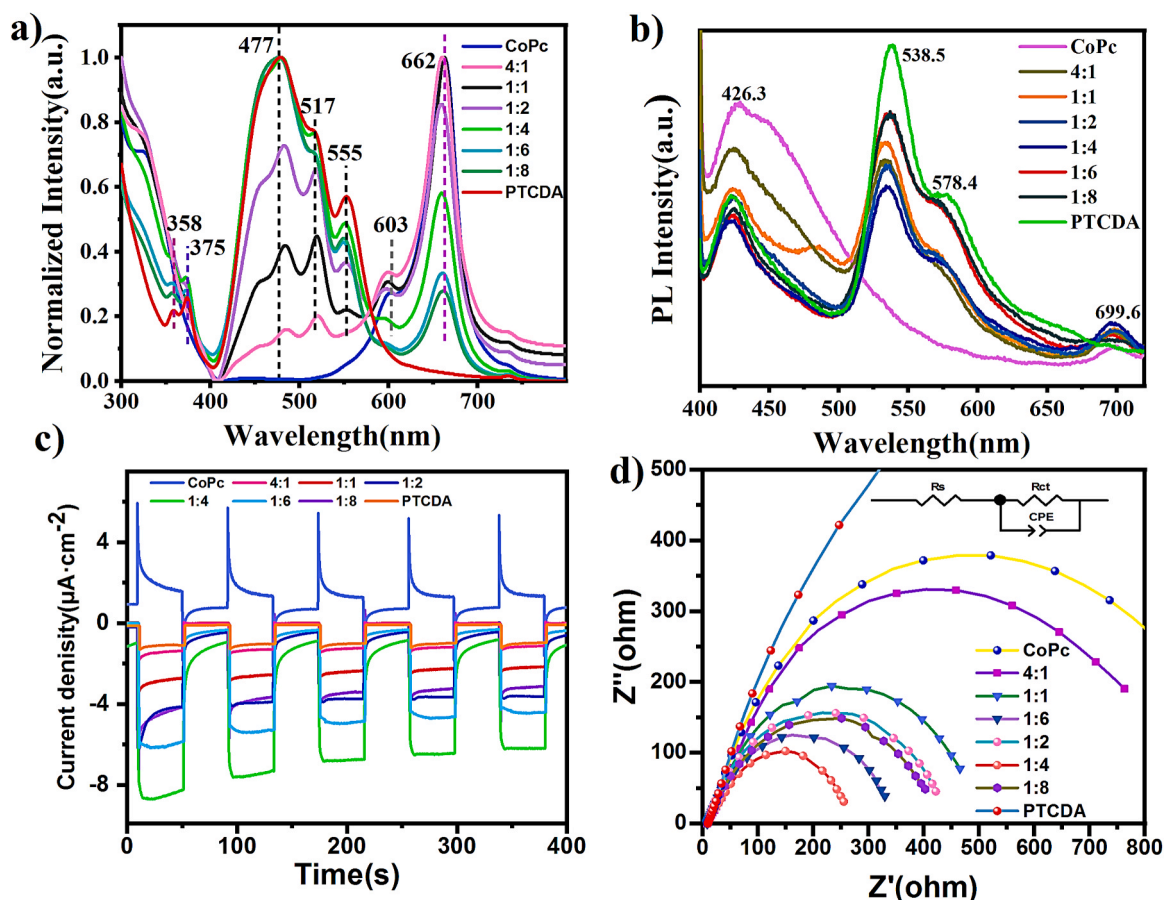 a)
Normalized Intensity(a.u.)
1.0
0.8
0.6
0.4
0.2
0.0
300 400 500 600 700
Wavelength(nm)
477
517
555
603
662
358
375
CoPc
4:1
1:1
1:2
1:4
1:6
1:8
PTCDA
b)
PL Intensity(a.u.)
400 450 500 550 600 650 700
Wavelength(nm)
426.3
538.5
578.4
699.6
CoPc
4:1
1:1
1:2
1:4
1:6
1:8
PTCDA
c)
Current density(μA·cm-2)
4
0
-4
-8
0 100 200 300 400
Time(s)
CoPc 4:1 1:1 1:2
1:4 1:6 1:8 PTCDA
d)
Z''(ohm)
500
400
300
200
100
0
0 100 200 300 400 500 600 700 800
Z'(ohm)
Rs
Rct
CPE
CoPc
4:1
1:1
1:6
1:2
1:4
1:8
PTCDA